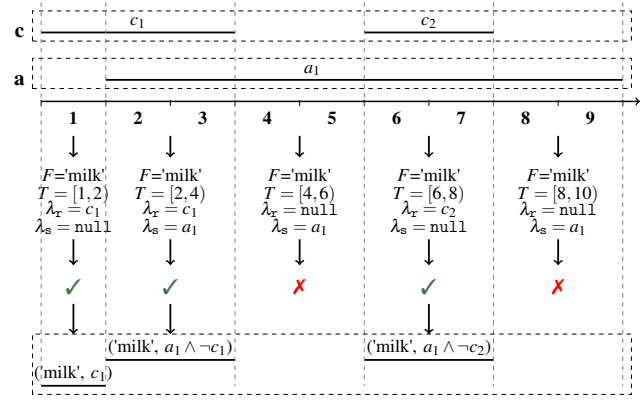 c c₁ c₂
a a₁
1 2 3 4 5 6 7 8 9
F='milk' F='milk' F='milk' F='milk' F='milk'
T = [1,2) T = [2,4) T = [4,6) T = [6,8) T = [8,10)
λᵣ = c₁ λᵣ = c₁ λᵣ = null λᵣ = c₂ λᵣ = null
λₛ = null λₛ = a₁ λₛ = a₁ λₛ = null λₛ = a₁
✓ ✓ ✗ ✓ ✗
('milk', a₁ ∧ ¬c₁) ('milk', a₁ ∧ ¬c₂)
('milk', c₁)